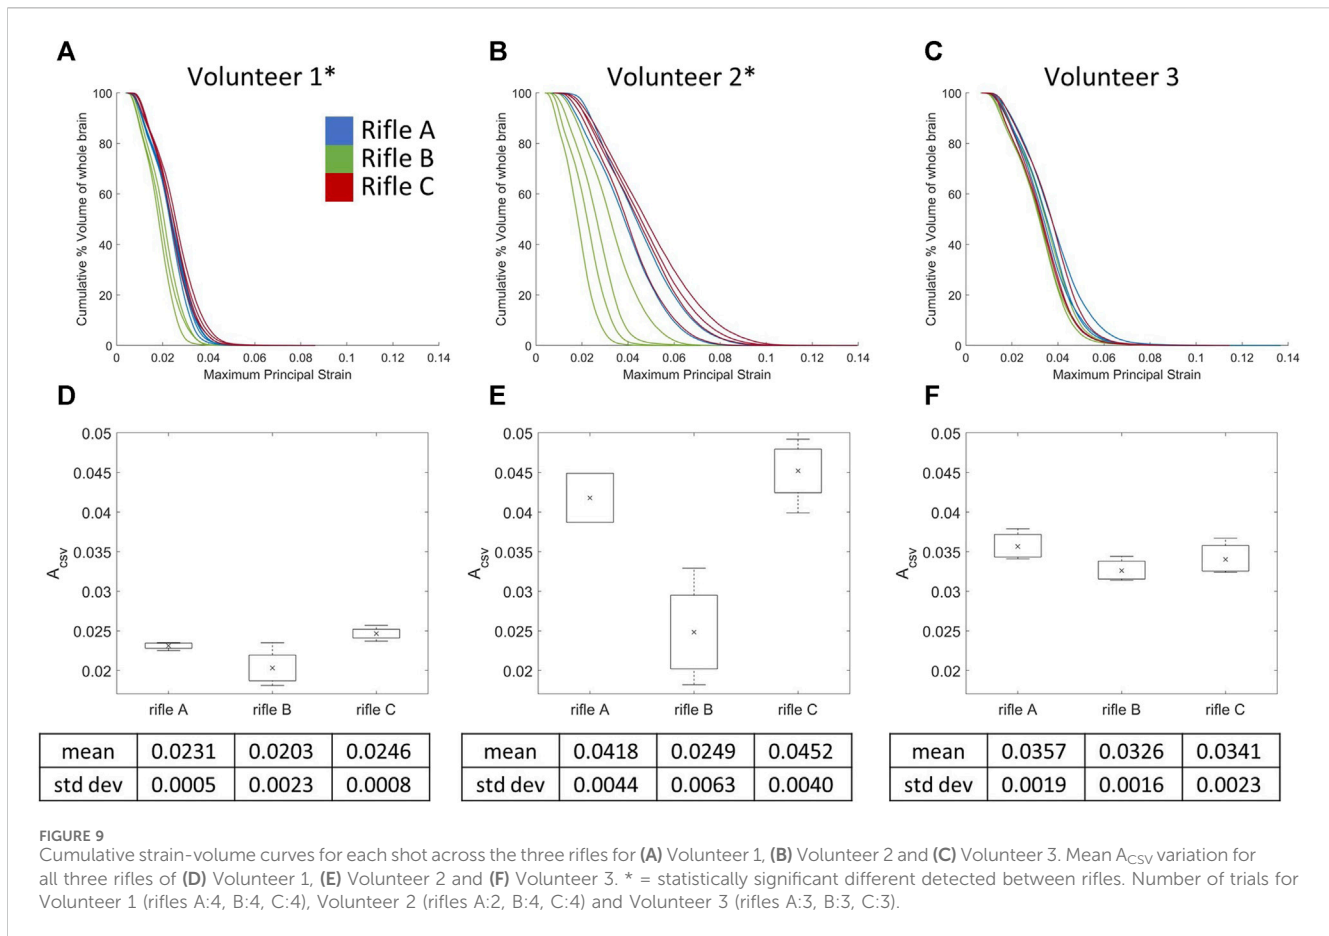 A
Volunteer 1*
B
Volunteer 2*
C
Volunteer 3
Rifle A
Rifle B
Rifle C
Cumulative % Volume of whole brain
100
80
60
40
20
0
0 0.02 0.04 0.06 0.08 0.1 0.12 0.14
Maximum Principal Strain
Cumulative % Volume of whole brain
100
80
60
40
20
0
0 0.02 0.04 0.06 0.08 0.1 0.12 0.14
Maximum Principal Strain
Cumulative % Volume of whole brain
100
80
60
40
20
0
0 0.02 0.04 0.06 0.08 0.1 0.12 0.14
Maximum Principal Strain
D
Acsv
0.05
0.045
0.04
0.035
0.03
0.025
0.02
rifle A rifle B rifle C
mean 0.0231 0.0203 0.0246
std dev 0.0005 0.0023 0.0008
E
Acsv
0.05
0.045
0.04
0.035
0.03
0.025
0.02
rifle A rifle B rifle C
mean 0.0418 0.0249 0.0452
std dev 0.0044 0.0063 0.0040
F
Acsv
0.05
0.045
0.04
0.035
0.03
0.025
0.02
rifle A rifle B rifle C
mean 0.0357 0.0326 0.0341
std dev 0.0019 0.0016 0.0023
FIGURE 9
Cumulative strain-volume curves for each shot across the three rifles for (A) Volunteer 1, (B) Volunteer 2 and (C) Volunteer 3. Mean ACSV variation for
all three rifles of (D) Volunteer 1, (E) Volunteer 2 and (F) Volunteer 3. * = statistically significant different detected between rifles. Number of trials for
Volunteer 1 (rifles A:4, B:4, C:4), Volunteer 2 (rifles A:2, B:4, C:4) and Volunteer 3 (rifles A:3, B:3, C:3).